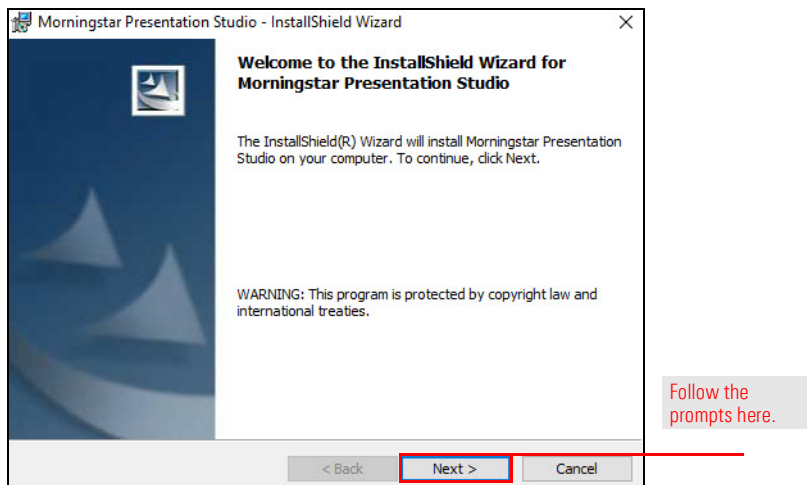 Morningstar Presentation Studio - InstallShield Wizard
Welcome to the InstallShield Wizard for
Morningstar Presentation Studio
The InstallShield(R) Wizard will install Morningstar Presentation
Studio on your computer. To continue, click Next.
WARNING: This program is protected by copyright law and
international treaties.
Follow the
prompts here.
< Back
Next >
Cancel